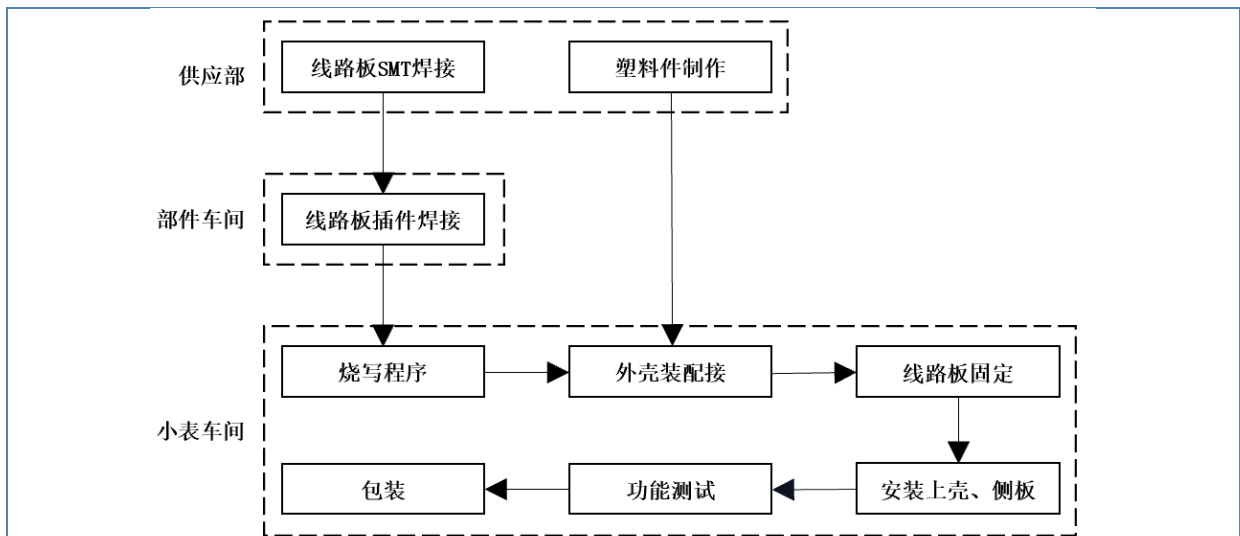 供应部
线路板SMT焊接
塑料件制作
部件车间
线路板插件焊接
小表车间
烧写程序
外壳装配接
线路板固定
包装
功能测试
安装上壳、侧板